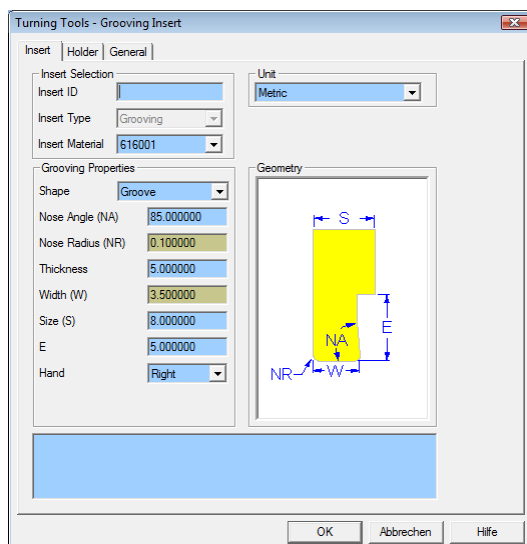 Turning Tools - Grooving Insert
Insert Holder General
Insert Selection
Insert ID
Insert Type Grooving
Insert Material 616001
Unit
Metric
Grooving Properties
Shape Groove
Nose Angle (NA) 85.000000
Nose Radius (NR) 0.100000
Thickness 5.000000
Width (W) 3.500000
Size (S) 8.000000
E 5.000000
Hand Right
Geometry
S
E
NA
NR
W
OK Abbrechen Hilfe